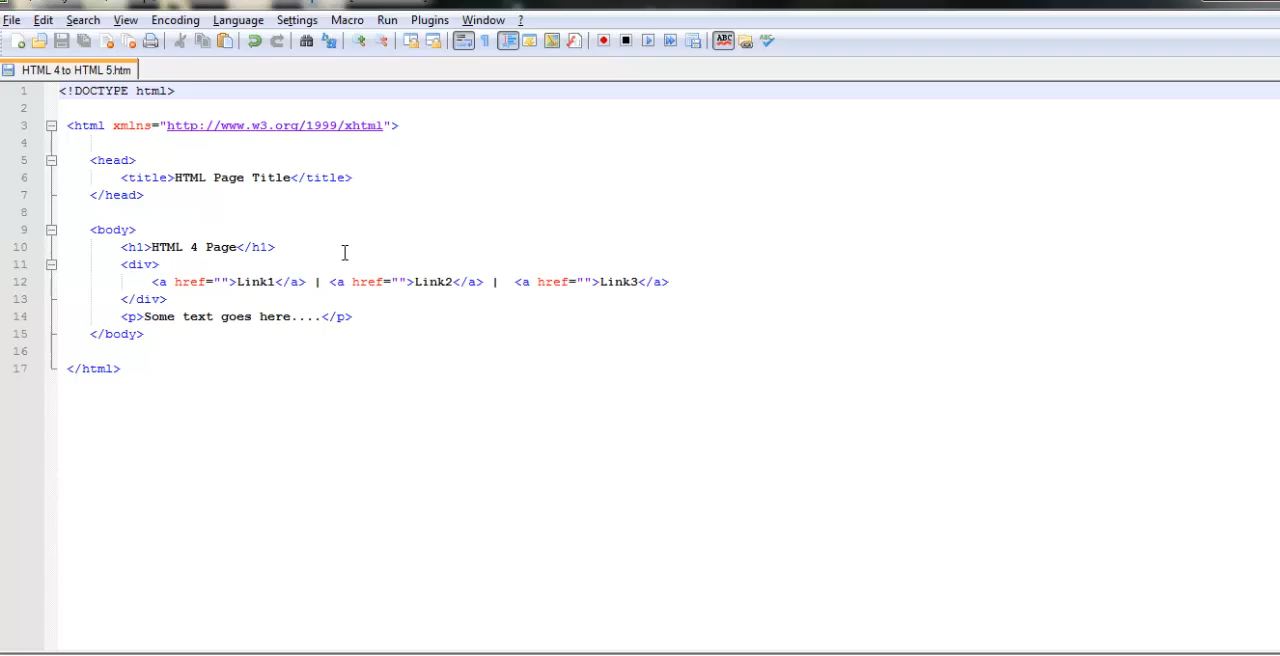 File Edit Search View Encoding Language Settings Macro Run Plugins Window ?
ABC ABC
HTML 4 to HTML 5.htm
1 <!DOCTYPE html>
2
3 <html xmlns="http://www.w3.org/1999/xhtml">
4
5 <head>
6 <title>HTML Page Title</title>
7 </head>
8
9 <body>
10 <h1>HTML 4 Page</h1>
11 <div>
12 <a href="">Link1</a> | <a href="">Link2</a> |  <a href="">Link3</a>
13 </div>
14 <p>Some text goes here....</p>
15 </body>
16
17 </html>